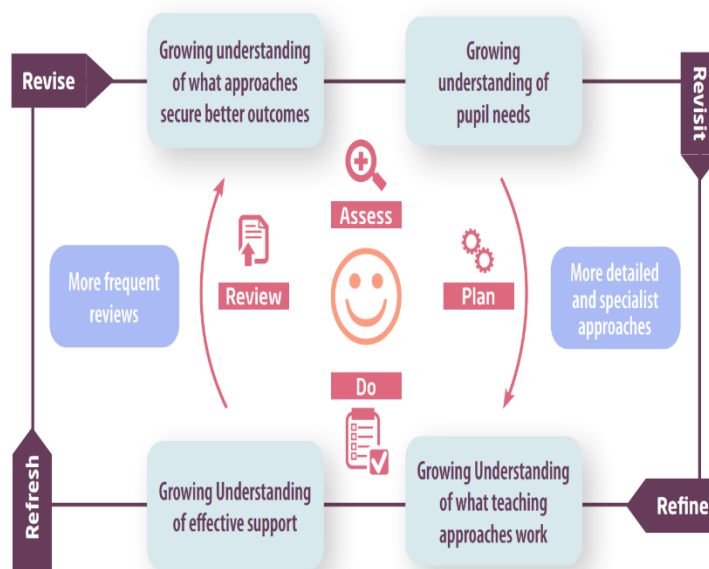 Revise
Growing understanding
of what approaches
secure better outcomes
Growing
understanding of
pupil needs
Revisit
Assess
More frequent
reviews
Review
Plan
More detailed
and specialist
approaches
Do
Refresh
Growing Understanding
of effective support
Growing Understanding
of what teaching
approaches work
Refine